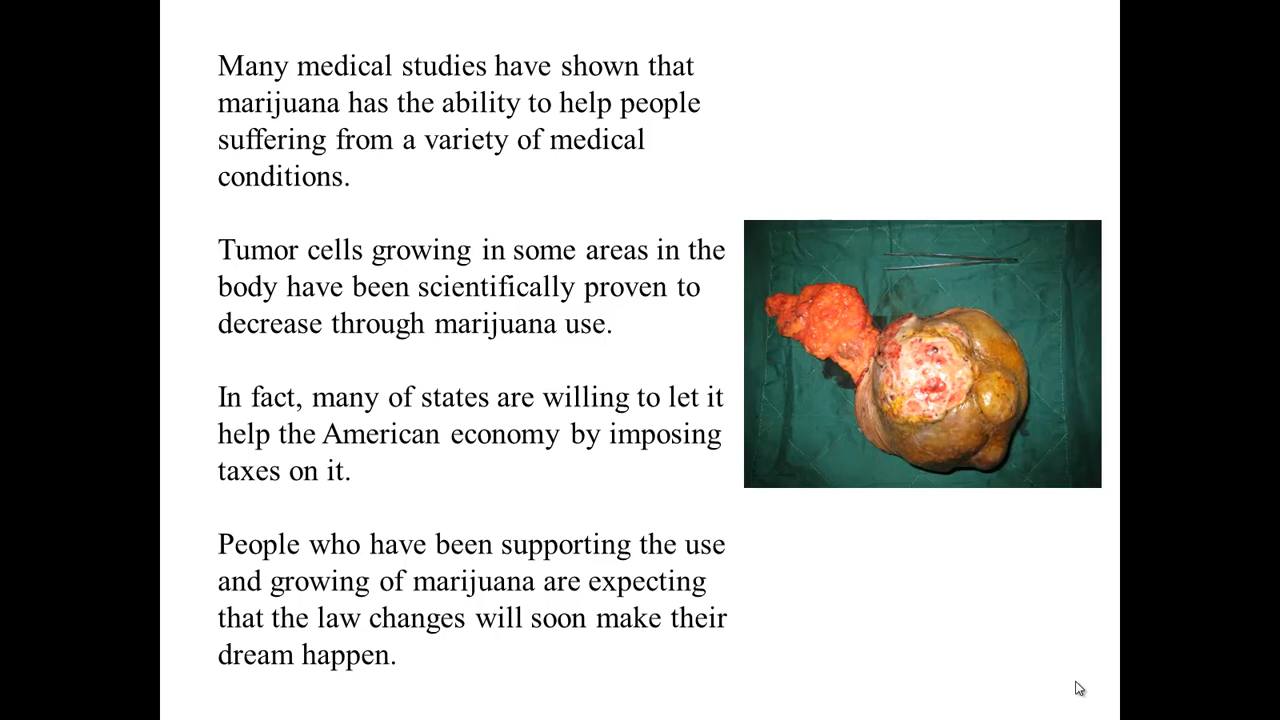 Many medical studies have shown that
marijuana has the ability to help people
suffering from a variety of medical
conditions.
Tumor cells growing in some areas in the
body have been scientifically proven to
decrease through marijuana use.
In fact, many of states are willing to let it
help the American economy by imposing
taxes on it.
People who have been supporting the use
and growing of marijuana are expecting
that the law changes will soon make their
dream happen.